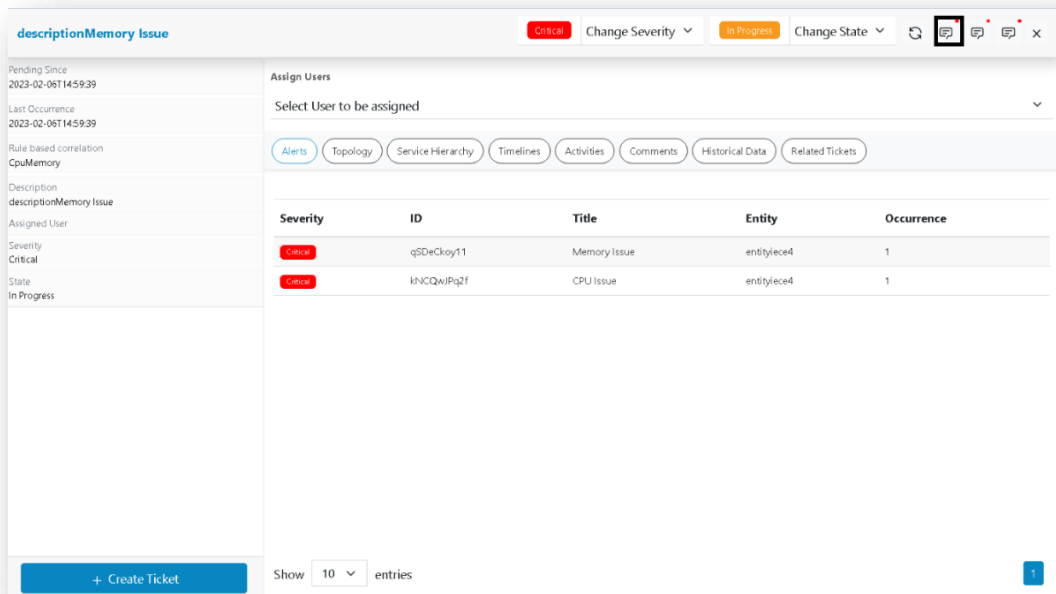 descriptionMemory Issue
Critical
Change Severity
In Progress
Change State
Pending Since
2023-02-06T14:59:39
Last Occurrence
2023-02-06T14:59:39
Rule based correlation
CpuMemory
Description
descriptionMemory Issue
Assigned User
Severity
Critical
State
In Progress
+ Create Ticket
Assign Users
Select User to be assigned
Alerts Topology Service Hierarchy Timelines Activities Comments Historical Data Related Tickets
Severity ID Title Entity Occurrence
Critical qSDeCkoy11 Memory Issue entityiece4 1
Critical kNCQwJPq2f CPU Issue entityiece4 1
Show 10 entries
1